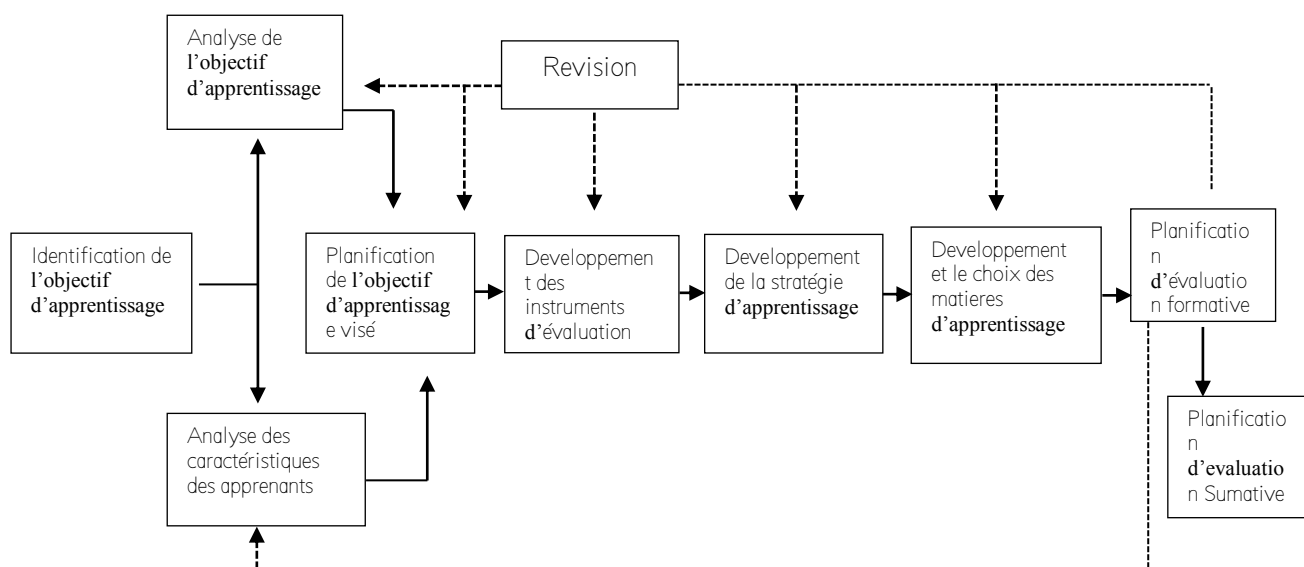 Analyse de
l’objectif
d’apprentissage
Revision
Identification de
l’objectif
d’apprentissage
Planification
de l’objectif
d’apprentissag
e visé
Developpemen
t des
instruments
d’évaluation
Developpement
de la stratégie
d’apprentissage
Developpement
et le choix des
matieres
d’apprentissage
Planificatio
n
d’évaluatio
n formative
Analyse des
caractéristiques
des apprenants
Planificatio
n
d’evaluatio
n Sumative